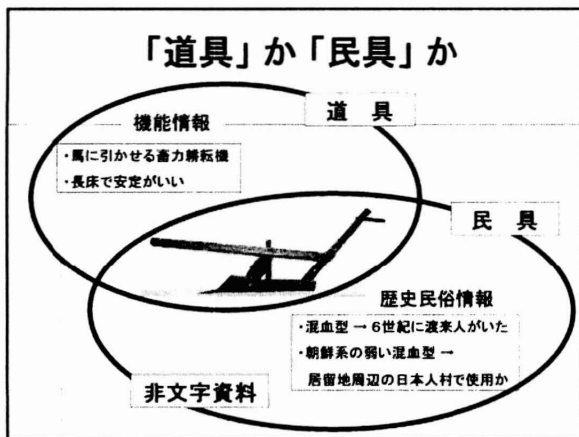 「道具」か「民具」か
道 具
機能情報
・馬に引かせる畜力耕転機
・長床で安定がいい
民 具
歴史民俗情報
・混血型 → 6世紀に渡来人がいた
・朝鮮系の弱い混血型 →
居留地周辺の日本人村で使用か
非文字資料